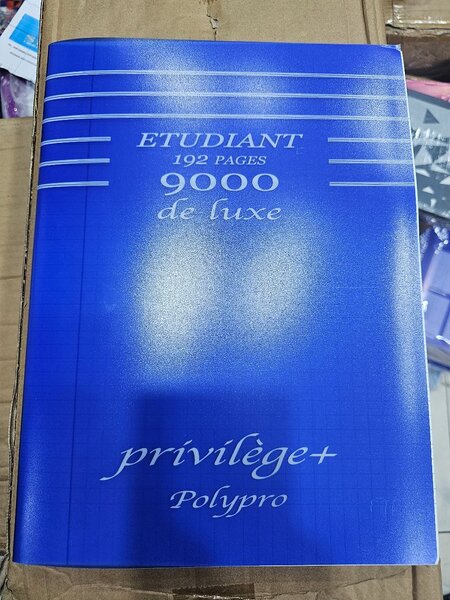 ETUDIANT
192 PAGES
9000
de luxe
privilège+
Polypro